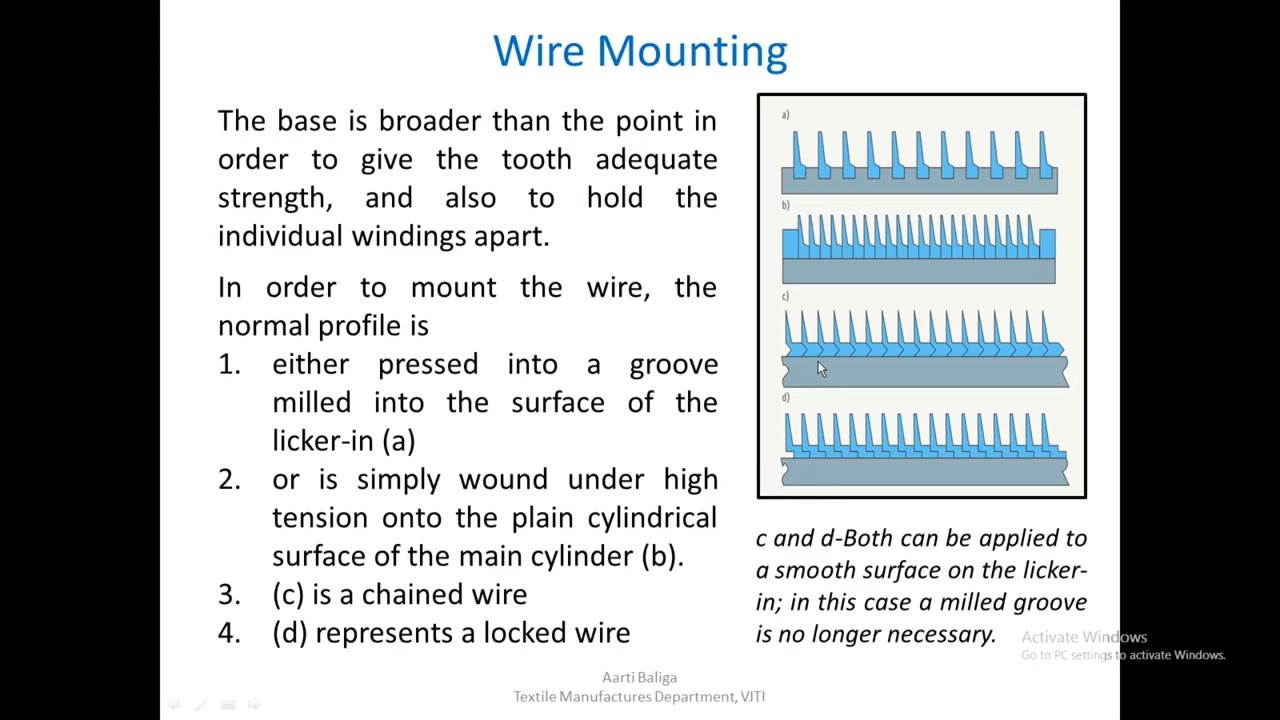 Wire Mounting
The base is broader than the point in
order to give the tooth adequate
strength, and also to hold the
individual windings apart.
In order to mount the wire, the
normal profile is
1. either pressed into a groove
milled into the surface of the
licker-in (a)
2. or is simply wound under high
tension onto the plain cylindrical
surface of the main cylinder (b).
3. (c) is a chained wire
4. (d) represents a locked wire
a)
b)
c)
d)
c and d-Both can be applied to
a smooth surface on the licker-
in; in this case a milled groove
is no longer necessary.
Activate Windows
Go to PC settings to activate Windows.
Aarti Baliga
Textile Manufactures Department, VJTI